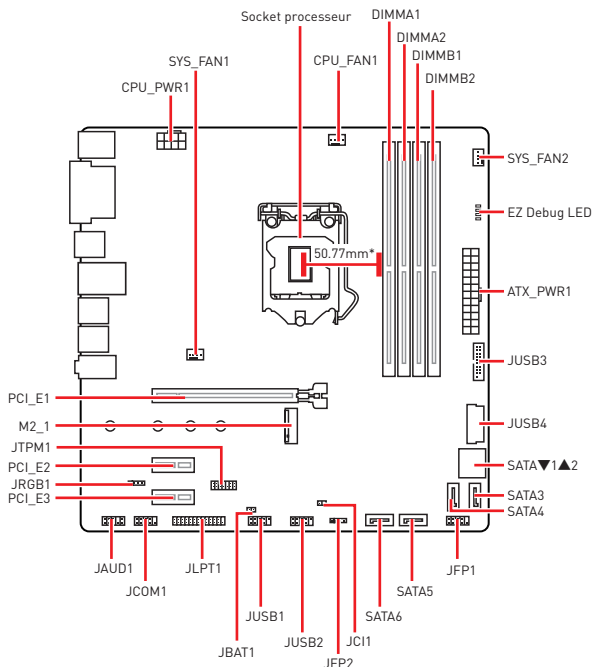 Socket processeur
DIMMA1
DIMMA2
DIMMB1
DIMMB2
SYS_FAN1
CPU_FAN1
CPU_PWR1
SYS_FAN2
EZ Debug LED
50.77mm*
ATX_PWR1
JUSB3
PCI_E1
JUSB4
M2_1
JTPM1
PCI_E2
SATA▼1▲2
JRGB1
PCI_E3
SATA3
SATA4
JAUD1
JCOM1
JLPT1
JBAT1
JUSB1
JUSB2
JCI1
JFP2
SATA6
SATA5
JFP1